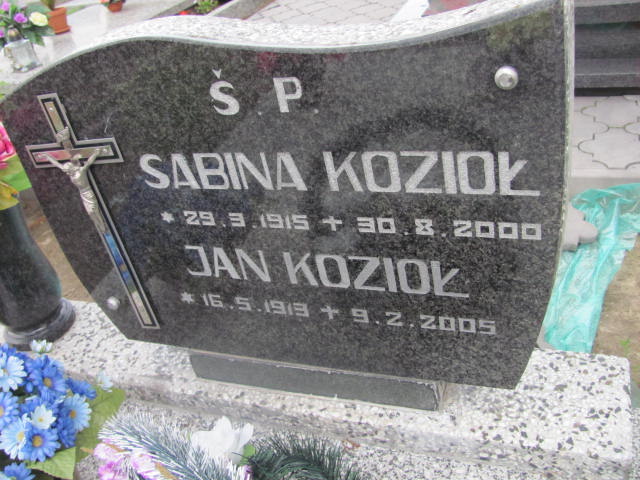 Ś. P.
SABINA KOZIOŁ
* 29.3.1915 + 30.8.2000
JAN KOZIOŁ
* 16.5.1913 + 9.2.2005